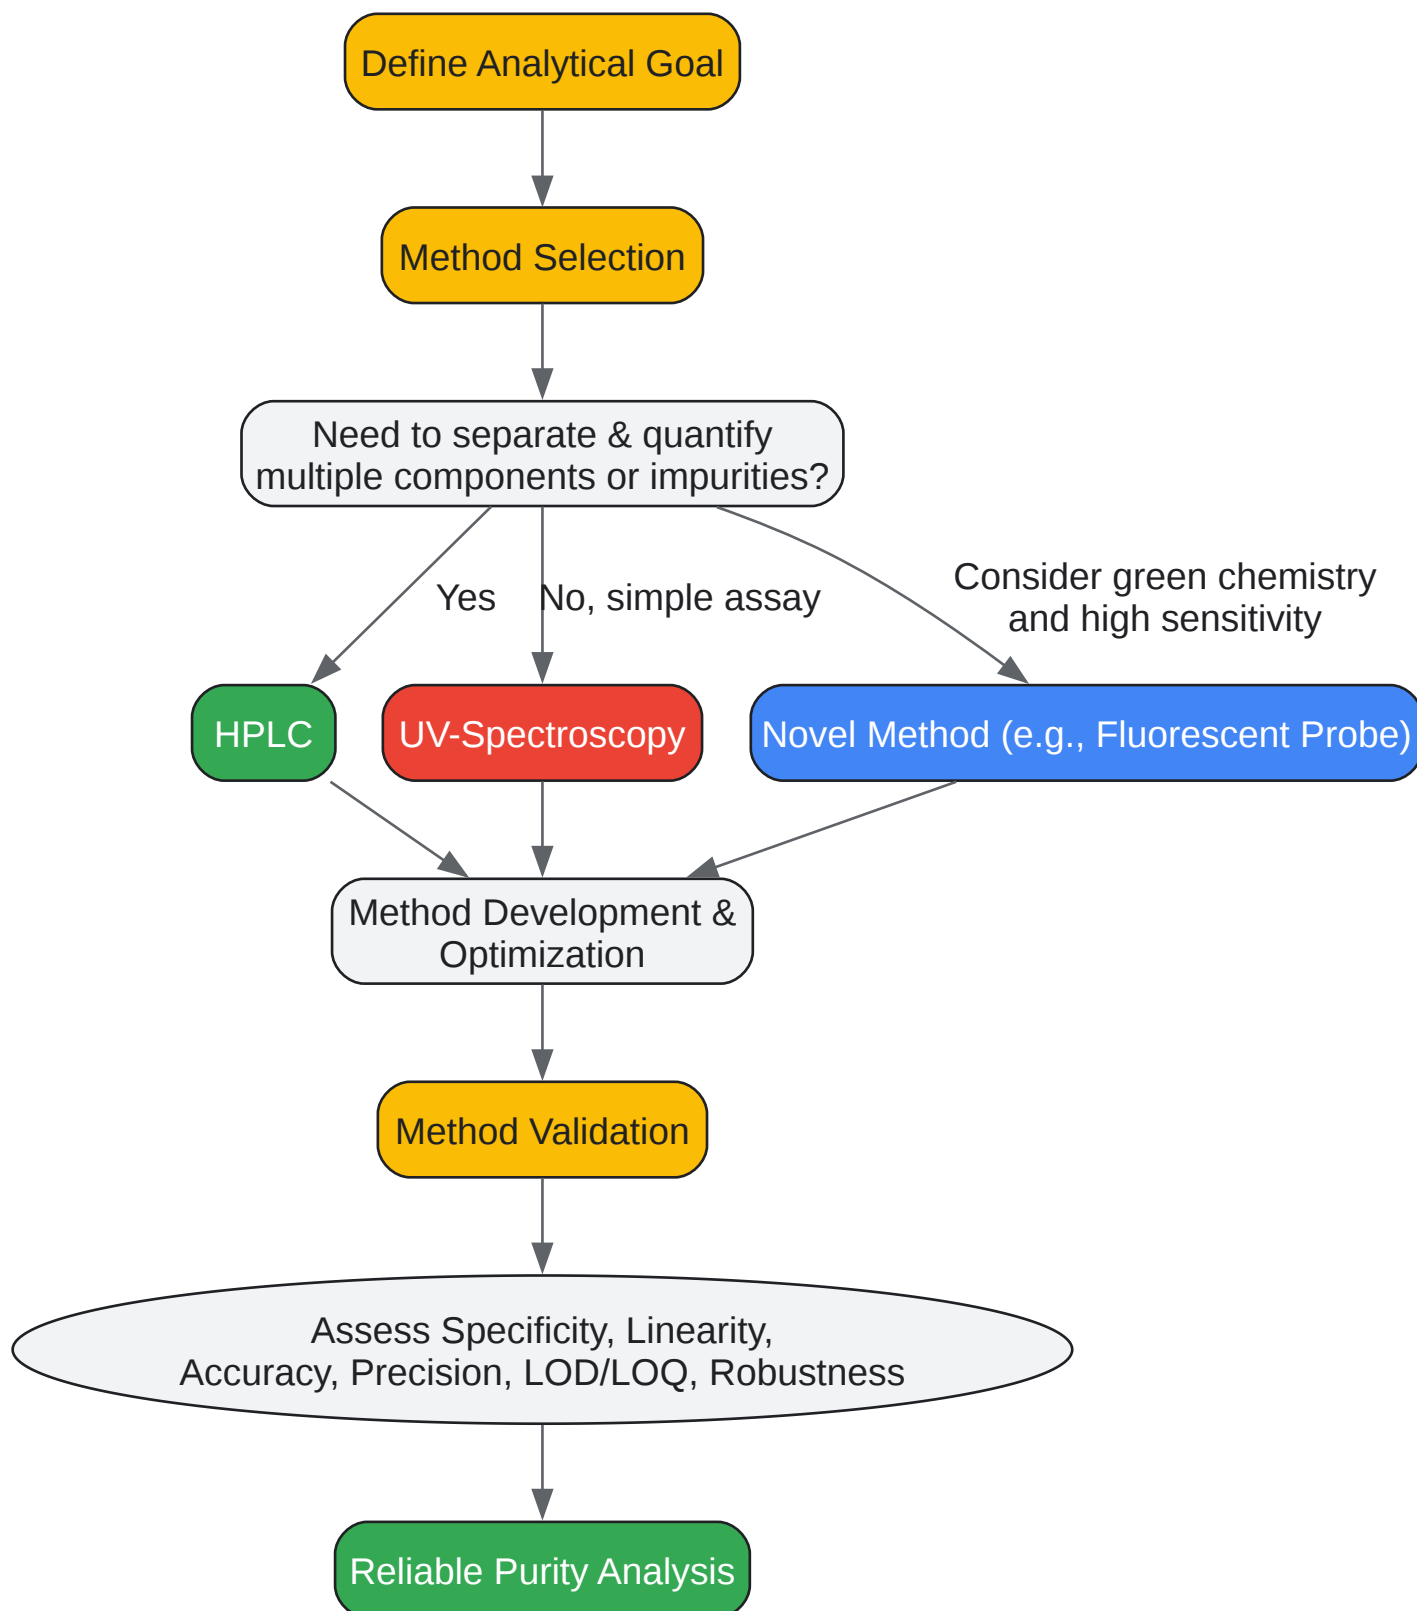 Define Analytical Goal
Method Selection
Need to separate & quantify
multiple components or impurities?
Yes
No, simple assay
Consider green chemistry
and high sensitivity
HPLC
UV-Spectroscopy
Novel Method (e.g., Fluorescent Probe)
Method Development &
Optimization
Method Validation
Assess Specificity, Linearity,
Accuracy, Precision, LOD/LOQ, Robustness
Reliable Purity Analysis